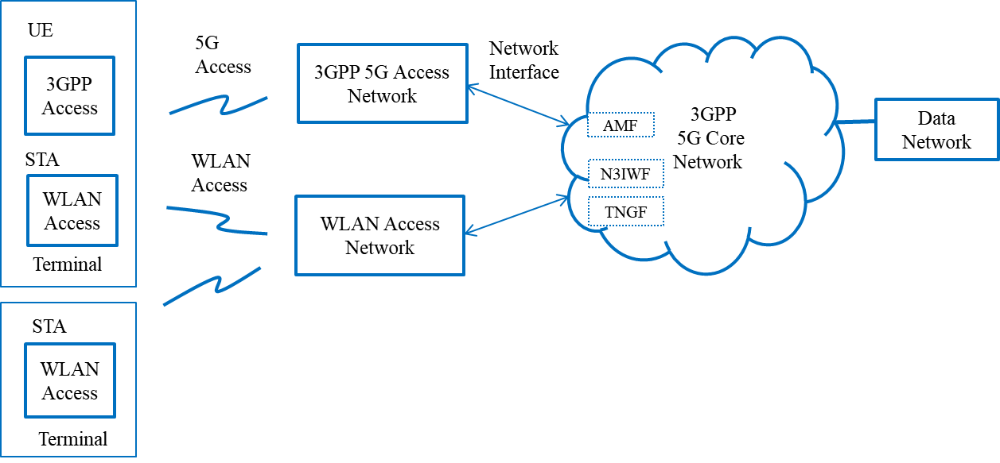 UE
3GPP
Access
STA
WLAN
Access
Terminal
STA
WLAN
Access
Terminal
5G
Access
WLAN
Access
3GPP 5G Access
Network
WLAN Access
Network
Network
Interface
AMF
N3IWF
TNGF
3GPP
5G Core
Network
Data
Network